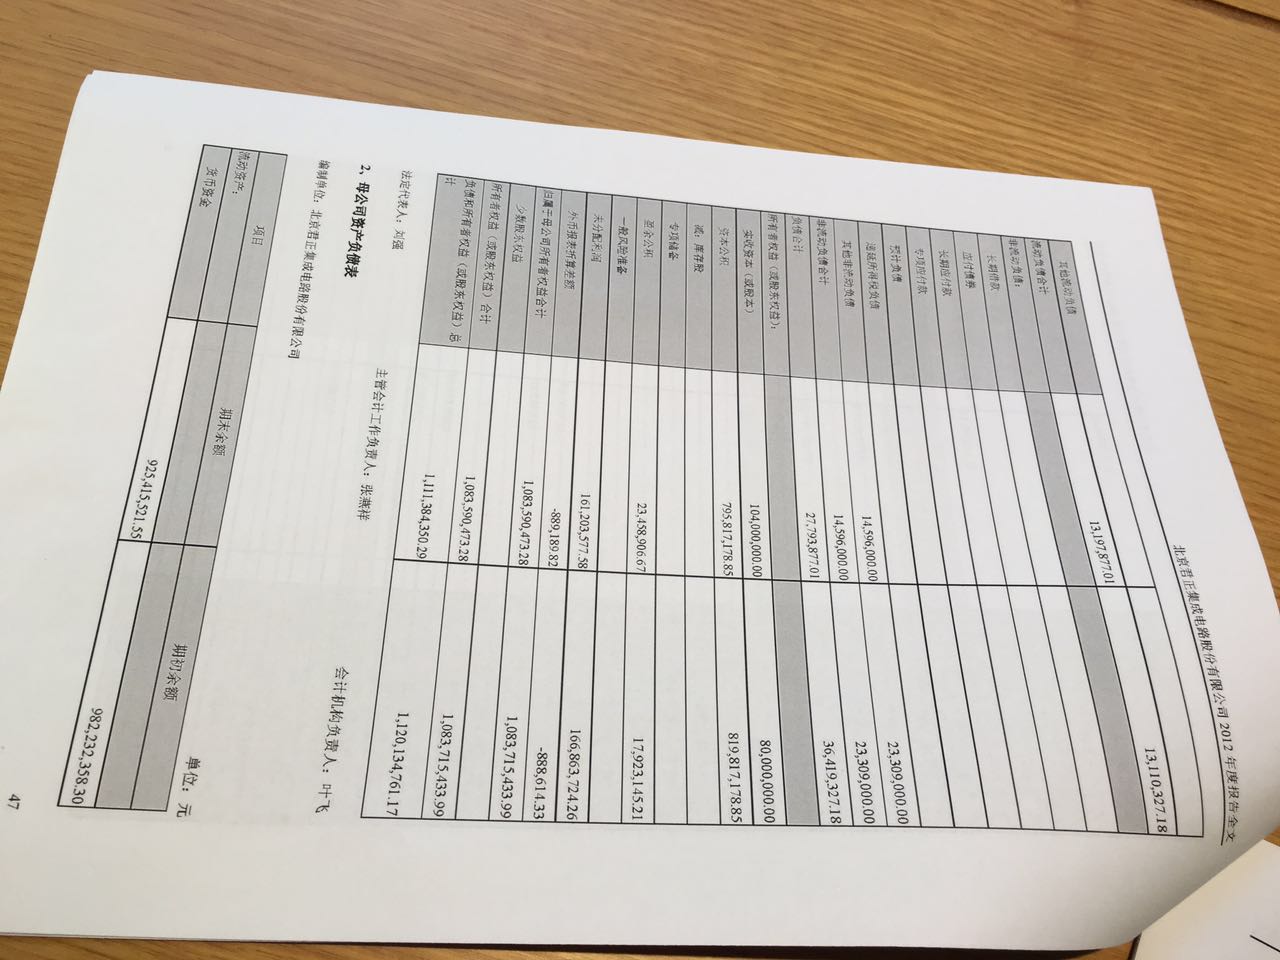 北京君正集成电路股份有限公司 2012 年度报告全文
其他流动负债
流动负债合计 13,197,877.01 13,110,327.18
非流动负债：
长期借款
应付债券
长期应付款
专项应付款
预计负债
递延所得税负债
其他非流动负债 14,596,000.00 23,309,000.00
非流动负债合计 14,596,000.00 23,309,000.00
负债合计 27,793,877.01 36,419,327.18
所有者权益（或股东权益）：
实收资本（或股本） 104,000,000.00 80,000,000.00
资本公积 795,817,178.85 819,817,178.85
减：库存股
专项储备
盈余公积 23,458,906.67 17,923,145.21
一般风险准备
未分配利润 161,203,577.58 166,863,724.26
外币报表折算差额 -889,189.82 -888,614.33
归属于母公司所有者权益合计 1,083,590,473.28 1,083,715,433.99
少数股东权益
所有者权益（或股东权益）合计 1,083,590,473.28 1,083,715,433.99
负债和所有者权益（或股东权益）总
计 1,111,384,350.29 1,120,134,761.17
法定代表人：刘强 主管会计工作负责人：张燕祥 会计机构负责人：叶飞
2、母公司资产负债表
编制单位：北京君正集成电路股份有限公司
单位：元
项目 期末余额 期初余额
流动资产：
货币资金 925,415,521.55 982,232,358.30
47